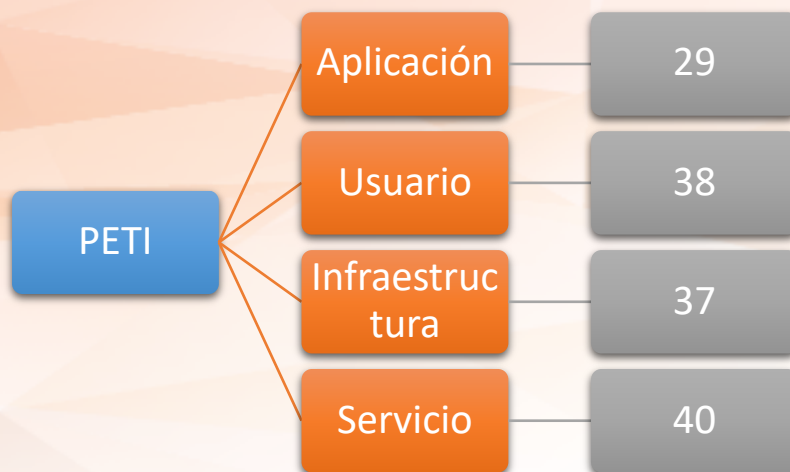 Aplicación
29
Usuario
38
PETI
Infraestruc
tura
37
Servicio
40